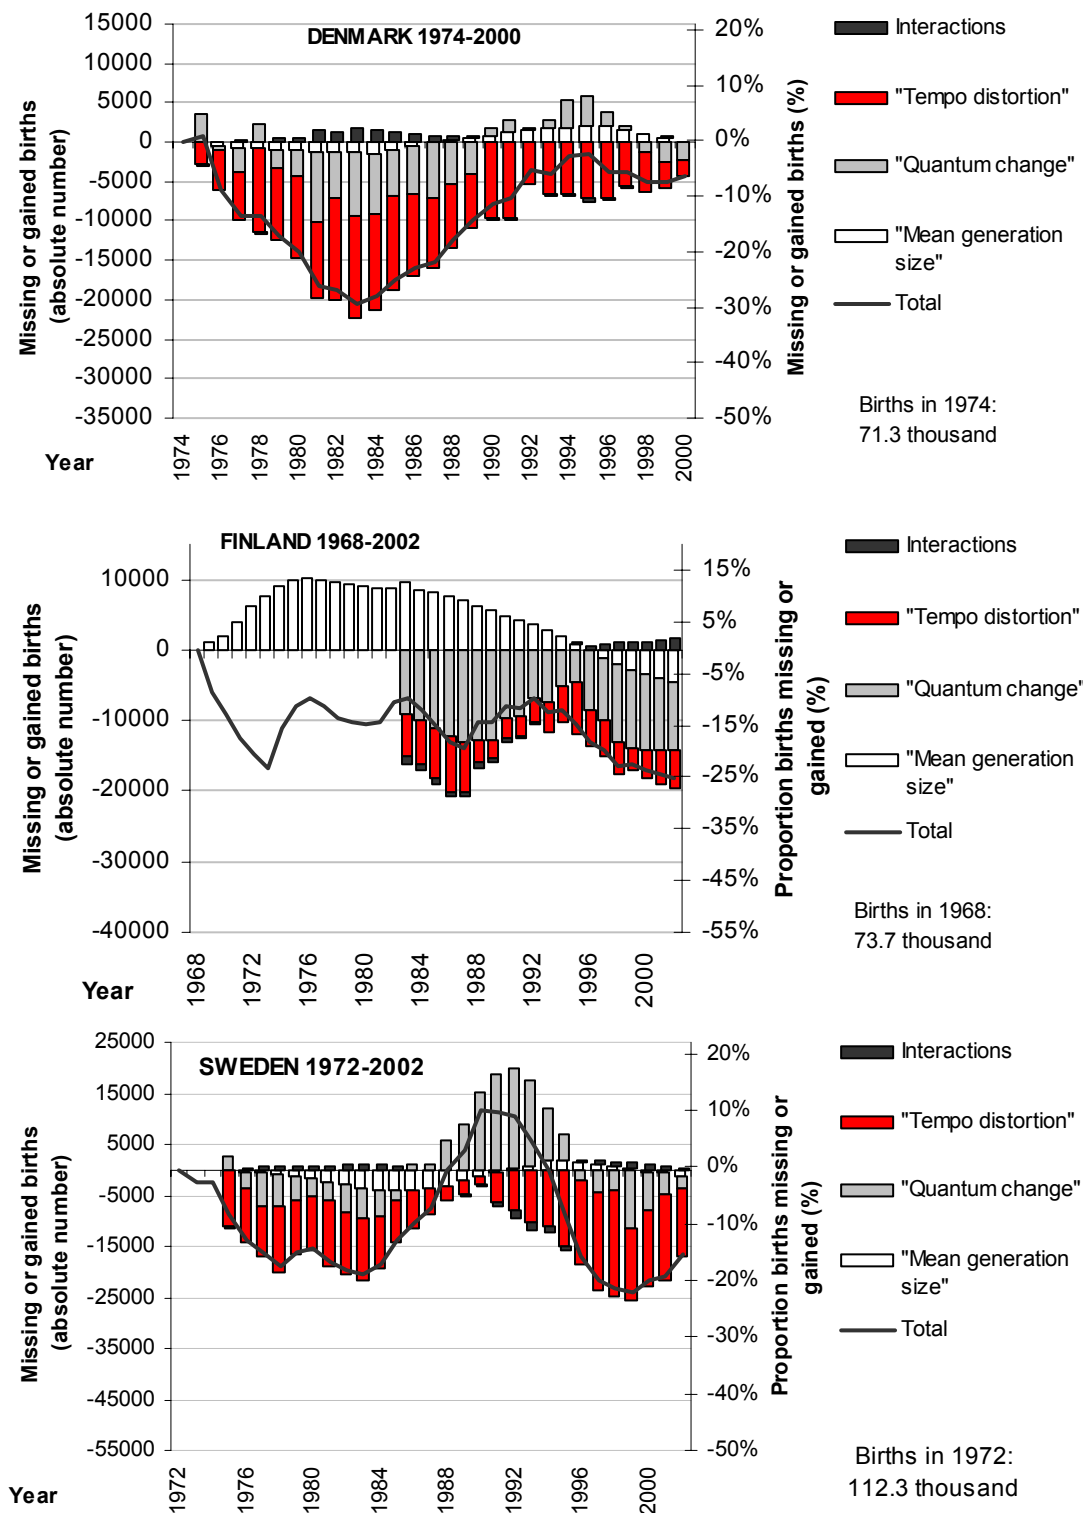 DENMARK 1974-2000
Missing or gained births
(absolute number)
15000
10000
5000
0
-5000
-10000
-15000
-20000
-25000
-30000
-35000
20%
10%
0%
-10%
-20%
-30%
-40%
-50%
Missing or gained births (%)
Year
1974
1976
1978
1980
1982
1984
1986
1988
1990
1992
1994
1996
1998
2000
Interactions
"Tempo distortion"
"Quantum change"
"Mean generation
size"
Total
Births in 1974:
71.3 thousand
FINLAND 1968-2002
Missing or gained births
(absolute number)
10000
0
-10000
-20000
-30000
-40000
15%
5%
-5%
-15%
-25%
-35%
-45%
-55%
Proportion births missing or
gained (%)
Year
1968
1972
1976
1980
1984
1988
1992
1996
2000
Interactions
"Tempo distortion"
"Quantum change"
"Mean generation
size"
Total
Births in 1968:
73.7 thousand
SWEDEN 1972-2002
Missing or gained births
(absolute number)
25000
15000
5000
-5000
-15000
-25000
-35000
-45000
-55000
20%
10%
0%
-10%
-20%
-30%
-40%
-50%
Proportion births missing or
gained (%)
Year
1972
1976
1980
1984
1988
1992
1996
2000
Interactions
"Tempo distortion"
"Quantum change"
"Mean generation
size"
Total
Births in 1972:
112.3 thousand